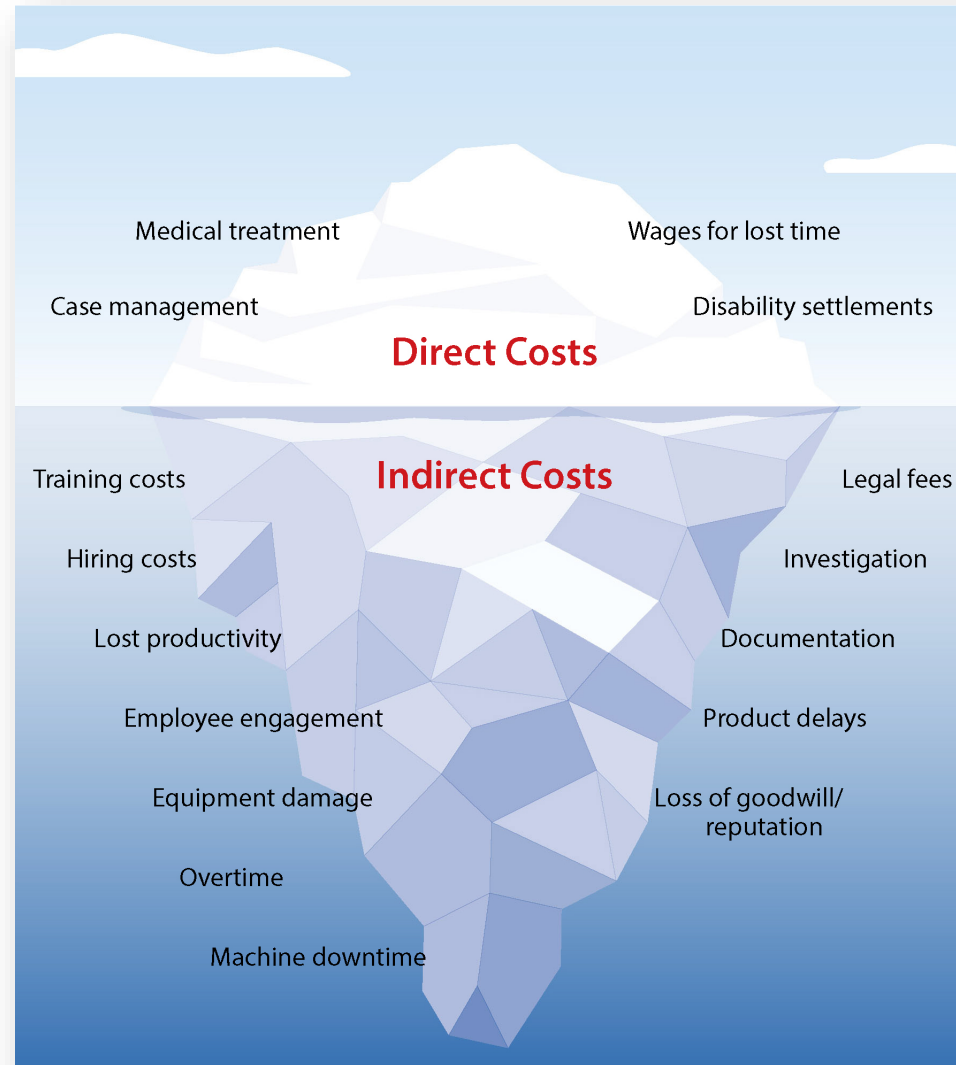 Medical treatment
Wages for lost time
Case management
Disability settlements
Direct Costs
Indirect Costs
Training costs
Legal fees
Hiring costs
Investigation
Lost productivity
Documentation
Employee engagement
Product delays
Equipment damage
Loss of goodwill/
reputation
Overtime
Machine downtime